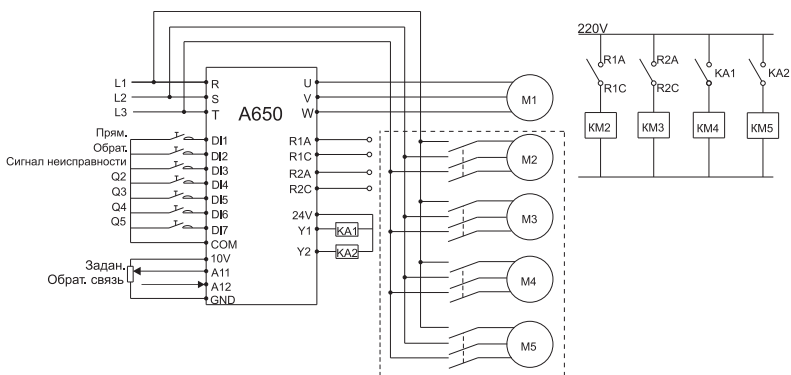 L1
L2
L3
R
S
T
A650
U
V
W
M1
Прям.
Обрат.
Сигнал неисправности
Q2
Q3
Q4
Q5
DI1
DI2
DI3
DI4
DI5
DI6
DI7
COM
10V
A11
A12
GND
Задан.
Обрат. связь
R1A
R1C
R2A
R2C
24V
Y1
Y2
KA1
KA2
M2
M3
M4
M5
220V
R1A
R2A
KA1
KA2
R1C
R2C
KM2
KM3
KM4
KM5